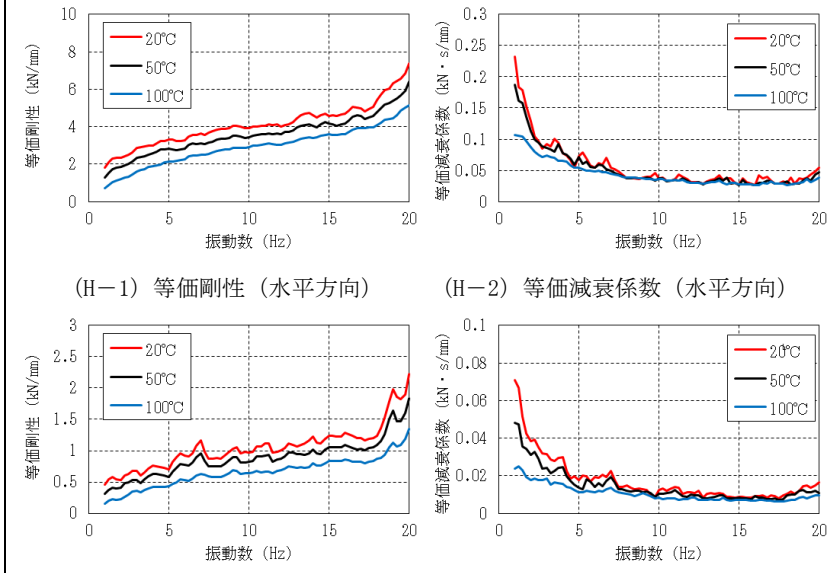 等価剛性 (kN/mm)
10
8
6
4
2
0
20℃
50℃
100℃
0 5 10 15 20
振動数 (Hz)
等価減衰係数 (kN・s/mm)
0.3
0.25
0.2
0.15
0.1
0.05
0
20℃
50℃
100℃
0 5 10 15 20
振動数 (Hz)
(H-1) 等価剛性 (水平方向)
(H-2) 等価減衰係数 (水平方向)
等価剛性 (kN/mm)
3
2.5
2
1.5
1
0.5
0
20℃
50℃
100℃
0 5 10 15 20
振動数 (Hz)
等価減衰係数 (kN・s/mm)
0.1
0.08
0.06
0.04
0.02
0
20℃
50℃
100℃
0 5 10 15 20
振動数 (Hz)